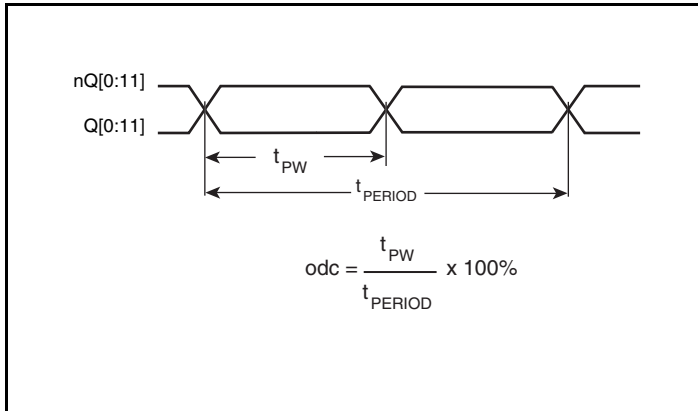 nQ[0:11]
Q[0:11]
tPW
tPERIOD
odc = tPW / tPERIOD x 100%